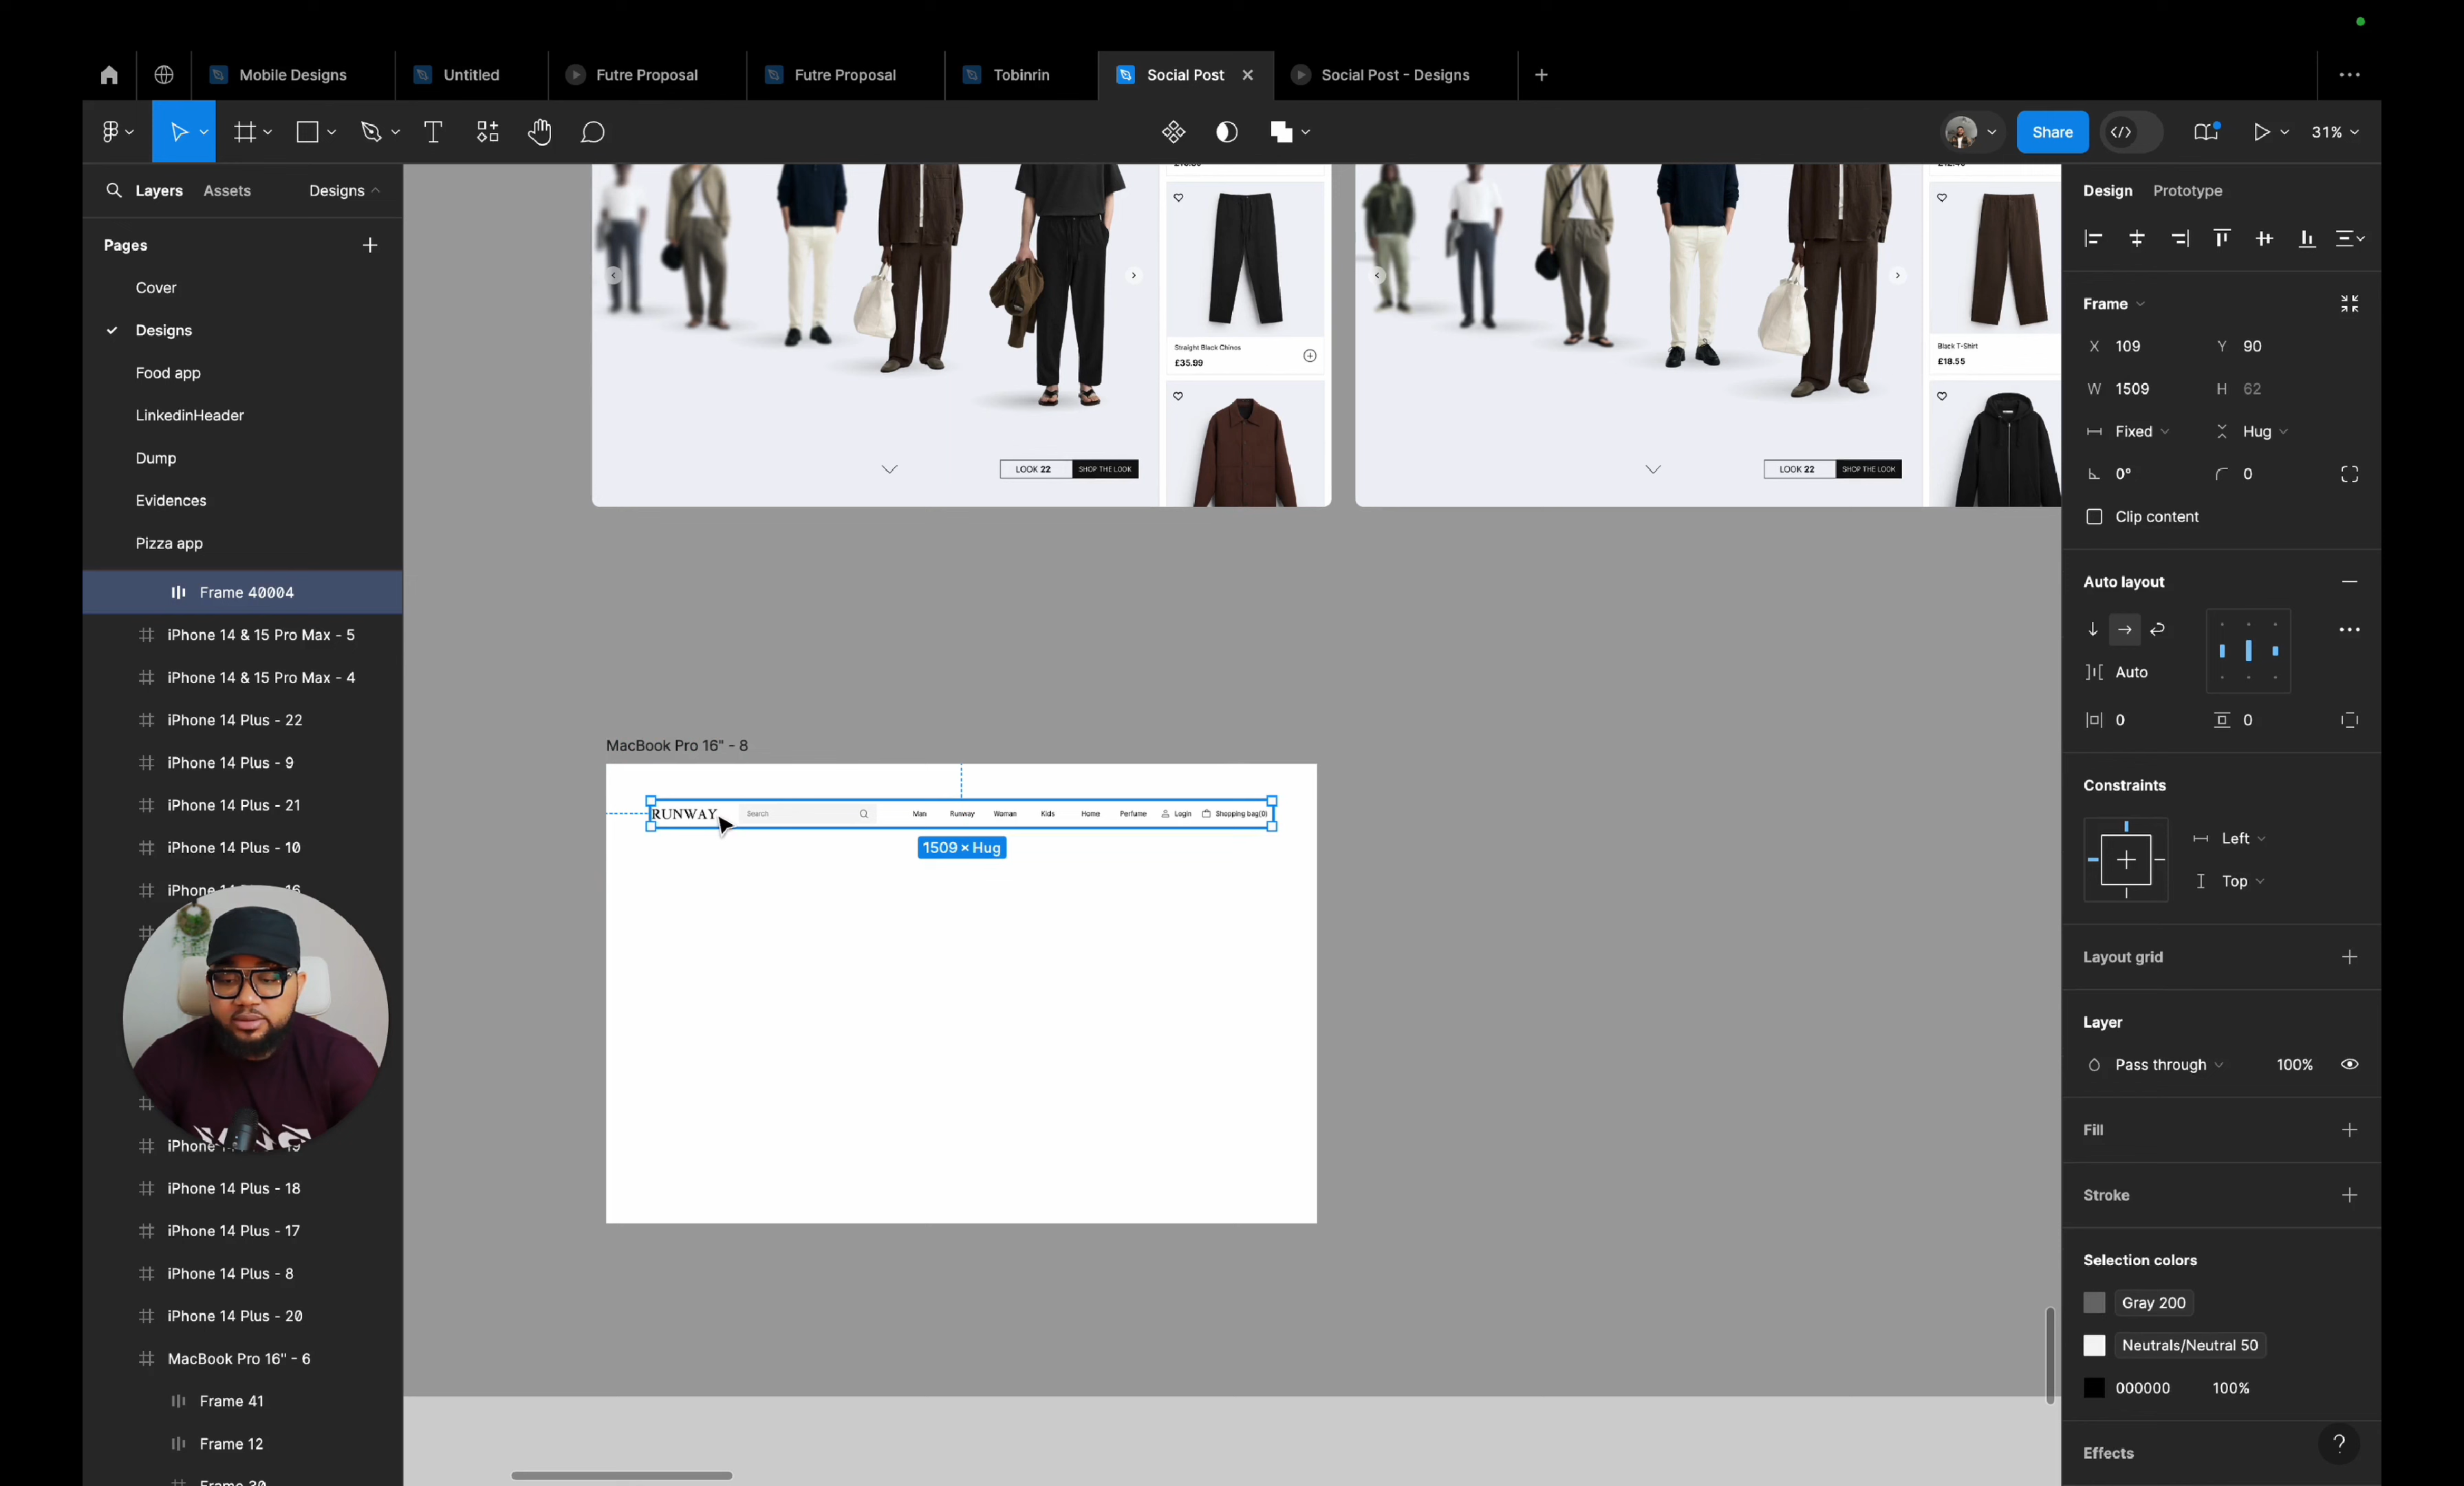 Mobile Designs
Untitled
Futre Proposal
Futre Proposal
Tobinrin
Social Post
Social Post - Designs
Share
31%
Layers
Assets
Designs
Pages
Cover
Designs
Food app
LinkedinHeader
Dump
Evidences
Pizza app
Frame 40004
iPhone 14 & 15 Pro Max - 5
iPhone 14 & 15 Pro Max - 4
iPhone 14 Plus - 22
iPhone 14 Plus - 9
iPhone 14 Plus - 21
iPhone 14 Plus - 10
iPhone
16
iPhone
iPhone 14 Plus - 18
iPhone 14 Plus - 17
iPhone 14 Plus - 8
iPhone 14 Plus - 20
MacBook Pro 16" - 6
Frame 41
Frame 12
Frame 30
Straight Black Chinos
£35.99
LOOK 22
SHOP THE LOOK
Black T-Shirt
£18.55
LOOK 22
SHOP THE LOOK
MacBook Pro 16" - 8
RUNWAY
Search
Man
Runway
Woman
Kids
Home
Perfume
Login
Shopping bag(0)
1509 × Hug
Design
Prototype
Frame
X 109
Y 90
W 1509
H 62
Fixed
Hug
0°
0
Clip content
Auto layout
Auto
0
0
Constraints
Left
Top
Layout grid
Layer
Pass through
100%
Fill
Stroke
Selection colors
Gray 200
Neutrals/Neutral 50
000000
100%
Effects
?